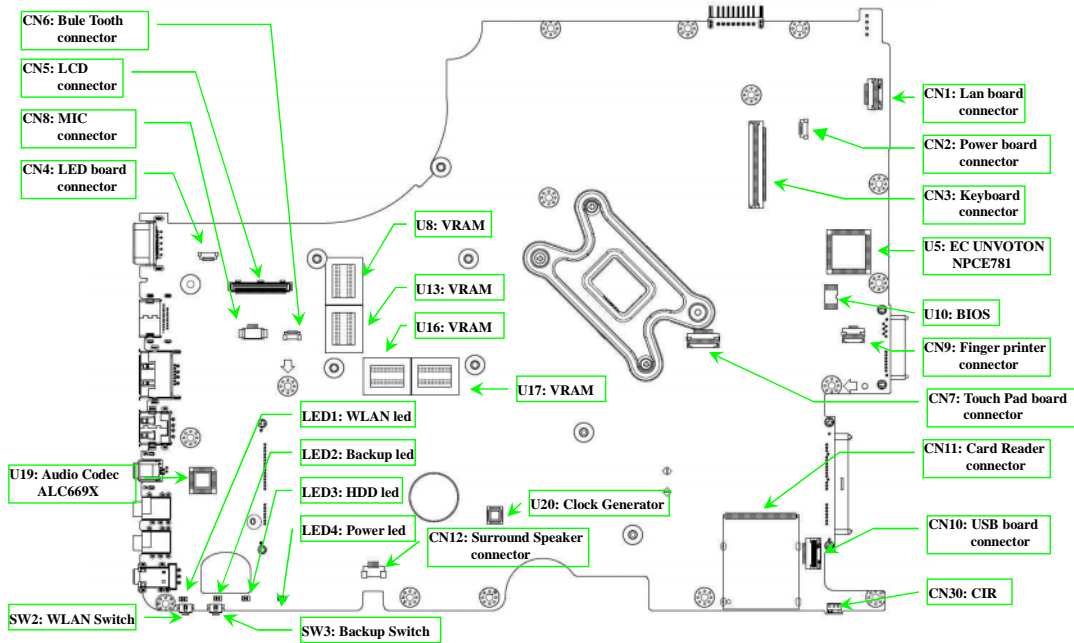 CN6: Bule Tooth
connector
CN5: LCD
connector
CN8: MIC
connector
CN4: LED board
connector
U8: VRAM
U13: VRAM
U16: VRAM
U17: VRAM
CN1: Lan board
connector
CN2: Power board
connector
CN3: Keyboard
connector
U5: EC UNVOTON
NPCE781
U10: BIOS
CN9: Finger printer
connector
CN7: Touch Pad board
connector
CN11: Card Reader
connector
CN10: USB board
connector
CN30: CIR
LED1: WLAN led
LED2: Backup led
LED3: HDD led
LED4: Power led
U19: Audio Codec
ALC669X
U20: Clock Generator
CN12: Surround Speaker
connector
SW2: WLAN Switch
SW3: Backup Switch